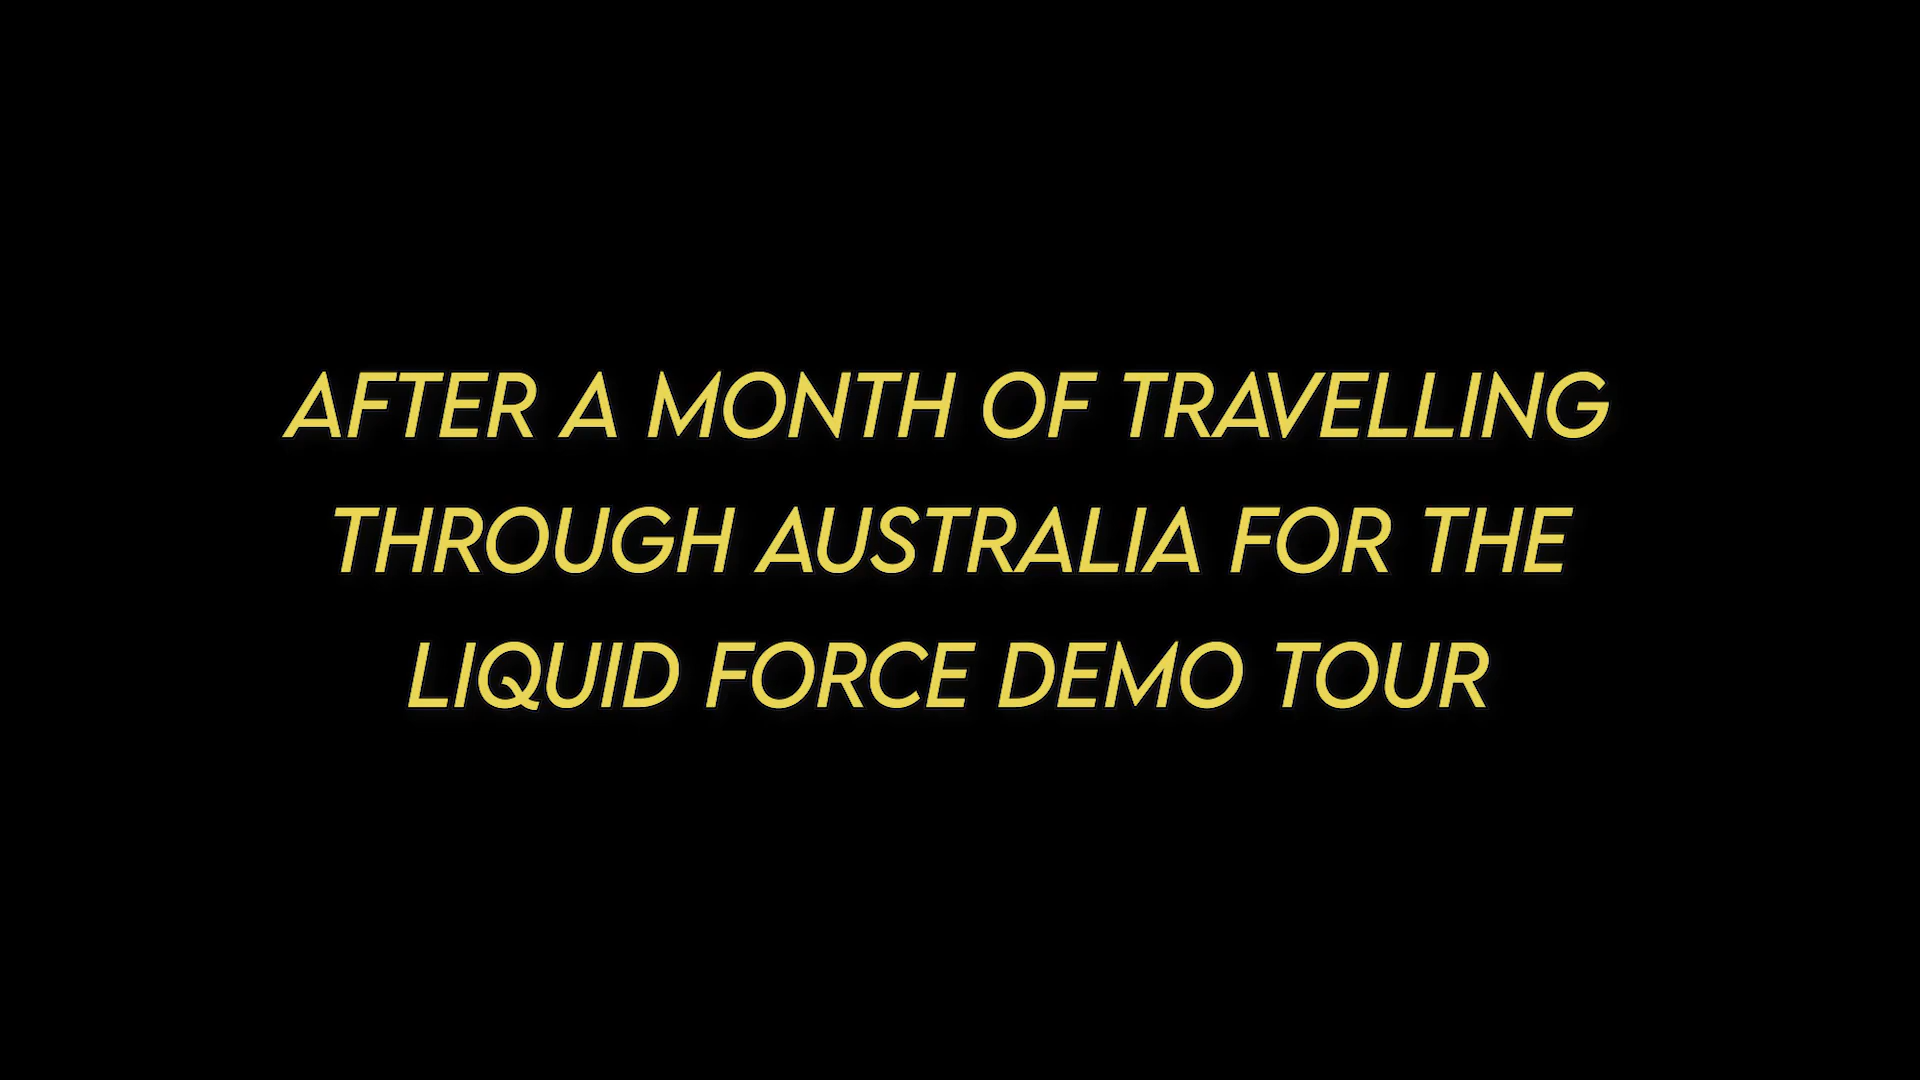 AFTER A MONTH OF TRAVELLING
THROUGH AUSTRALIA FOR THE
LIQUID FORCE DEMO TOUR